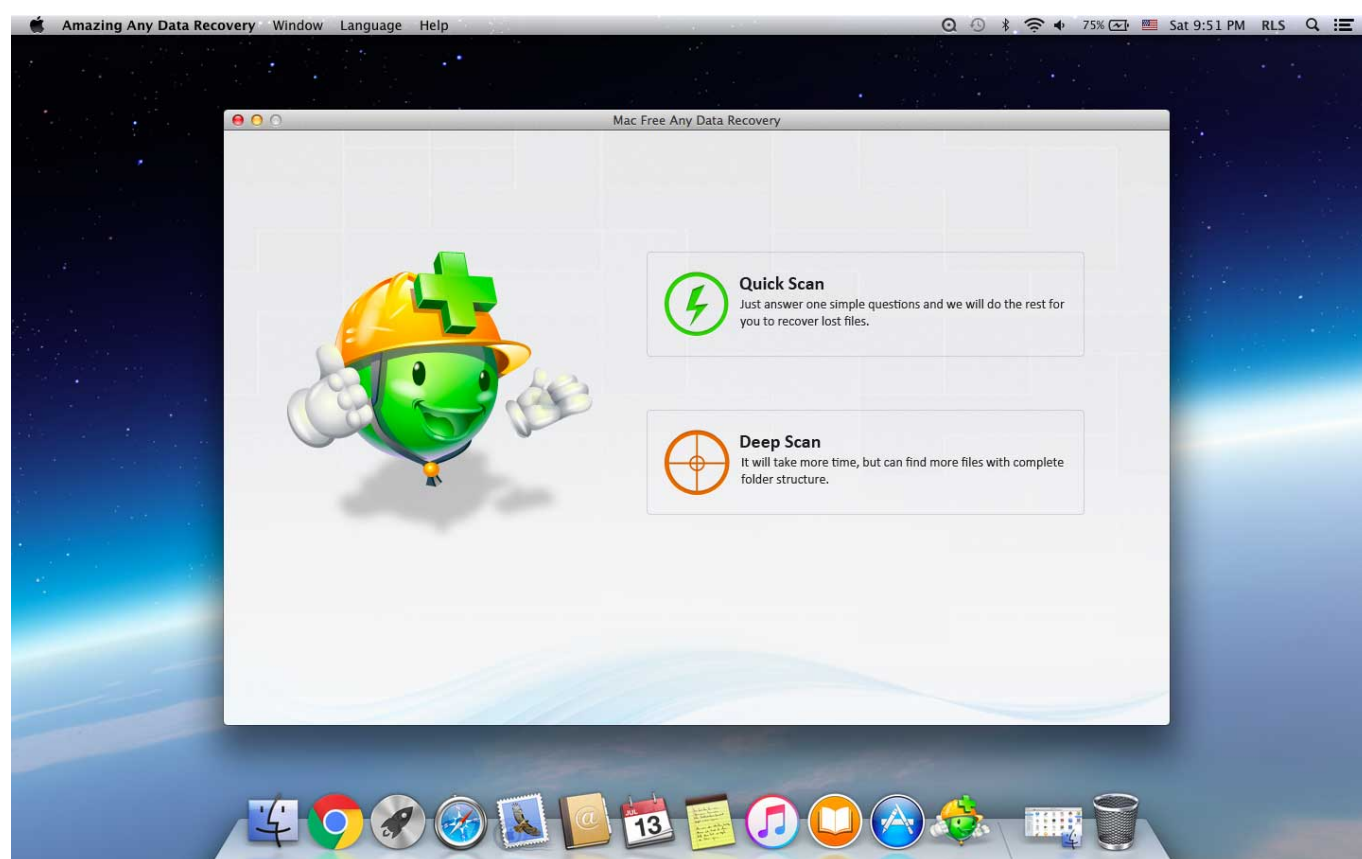 Amazing Any Data Recovery Window Language Help 75% Sat 9:51 PM RLS
Mac Free Any Data Recovery
Quick Scan
Just answer one simple questions and we will do the rest for
you to recover lost files.
Deep Scan
It will take more time, but can find more files with complete
folder structure.
JUL
13